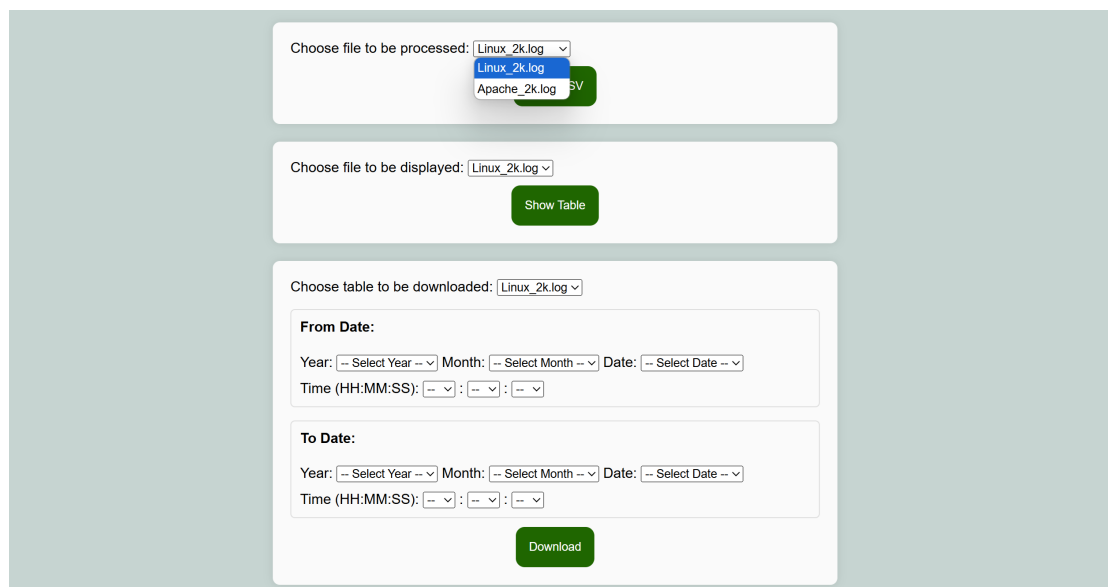 Choose file to be processed: Linux_2k.log
Linux_2k.log
Apache_2k.log
SV
Choose file to be displayed: Linux_2k.log
Show Table
Choose table to be downloaded: Linux_2k.log
From Date:
Year: -- Select Year -- Month: -- Select Month -- Date: -- Select Date --
Time (HH:MM:SS): -- : -- : --
To Date:
Year: -- Select Year -- Month: -- Select Month -- Date: -- Select Date --
Time (HH:MM:SS): -- : -- : --
Download